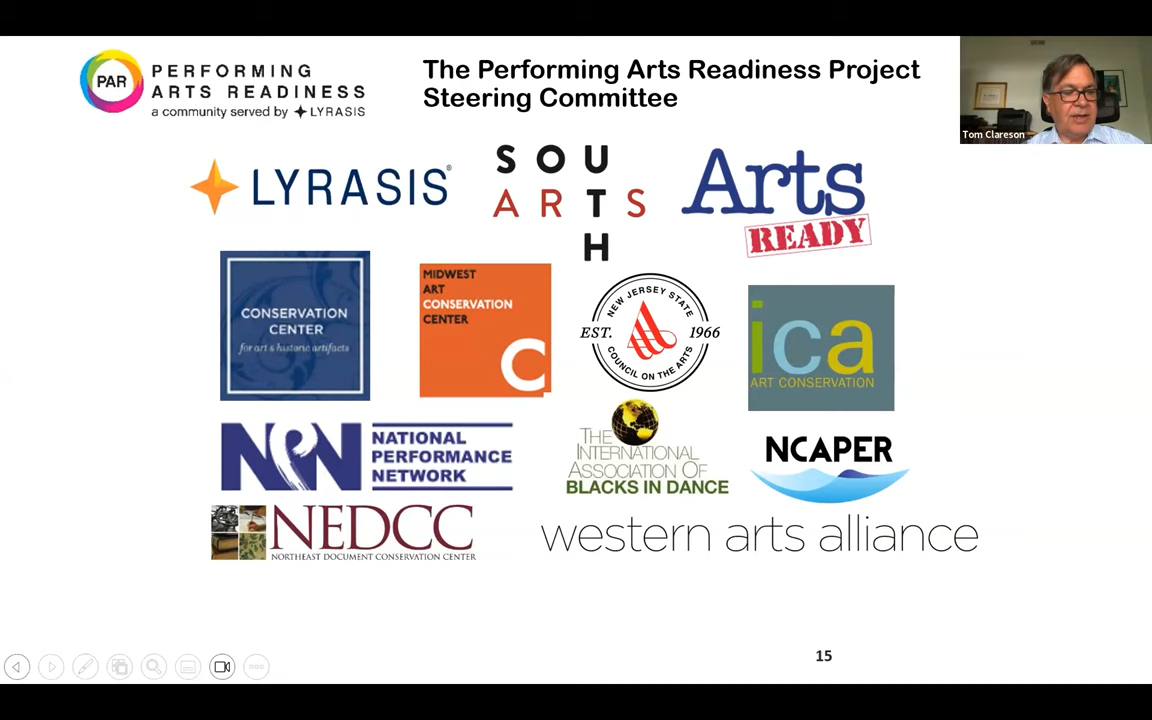 PAR
PERFORMING
ARTS READINESS
a community served by LYRASIS
The Performing Arts Readiness Project
Steering Committee
Tom Clareson
LYRASIS®
SOUTH
ARTS
Arts
READY
CONSERVATION
CENTER
for art & historic artifacts
MIDWEST
ART
CONSERVATION
CENTER
C
NEW JERSEY STATE
EST. 1966
COUNCIL ON THE ARTS
ica
ART CONSERVATION
NPN
NATIONAL
PERFORMANCE
NETWORK
THE
INTERNATIONAL
ASSOCIATION OF
BLACKS IN DANCE
NCAPER
NEDCC
NORTHEAST DOCUMENT CONSERVATION CENTER
western arts alliance
15